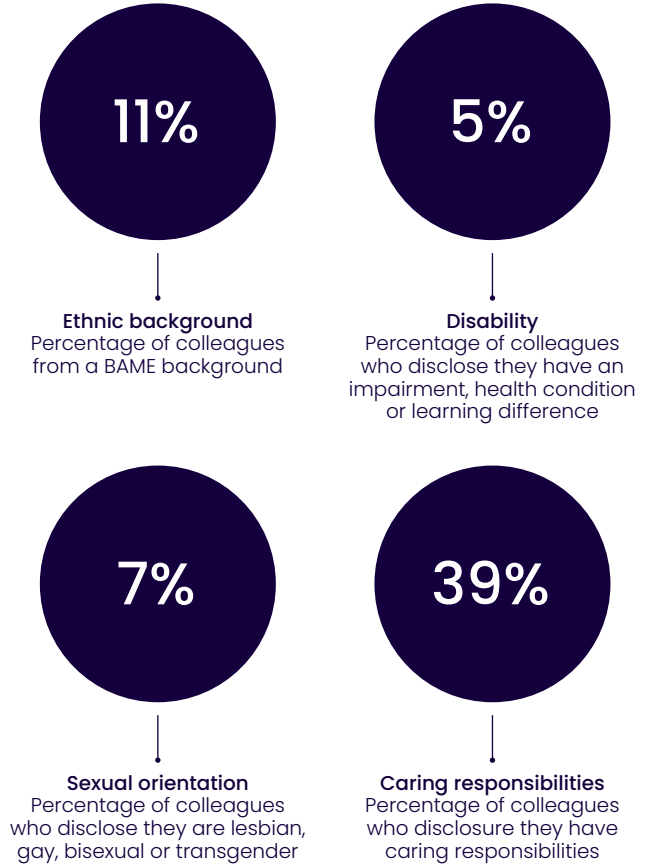 11%
Ethnic background
Percentage of colleagues
from a BAME background
5%
Disability
Percentage of colleagues
who disclose they have an
impairment, health condition
or learning difference
7%
Sexual orientation
Percentage of colleagues
who disclose they are lesbian,
gay, bisexual or transgender
39%
Caring responsibilities
Percentage of colleagues
who disclosure they have
caring responsibilities